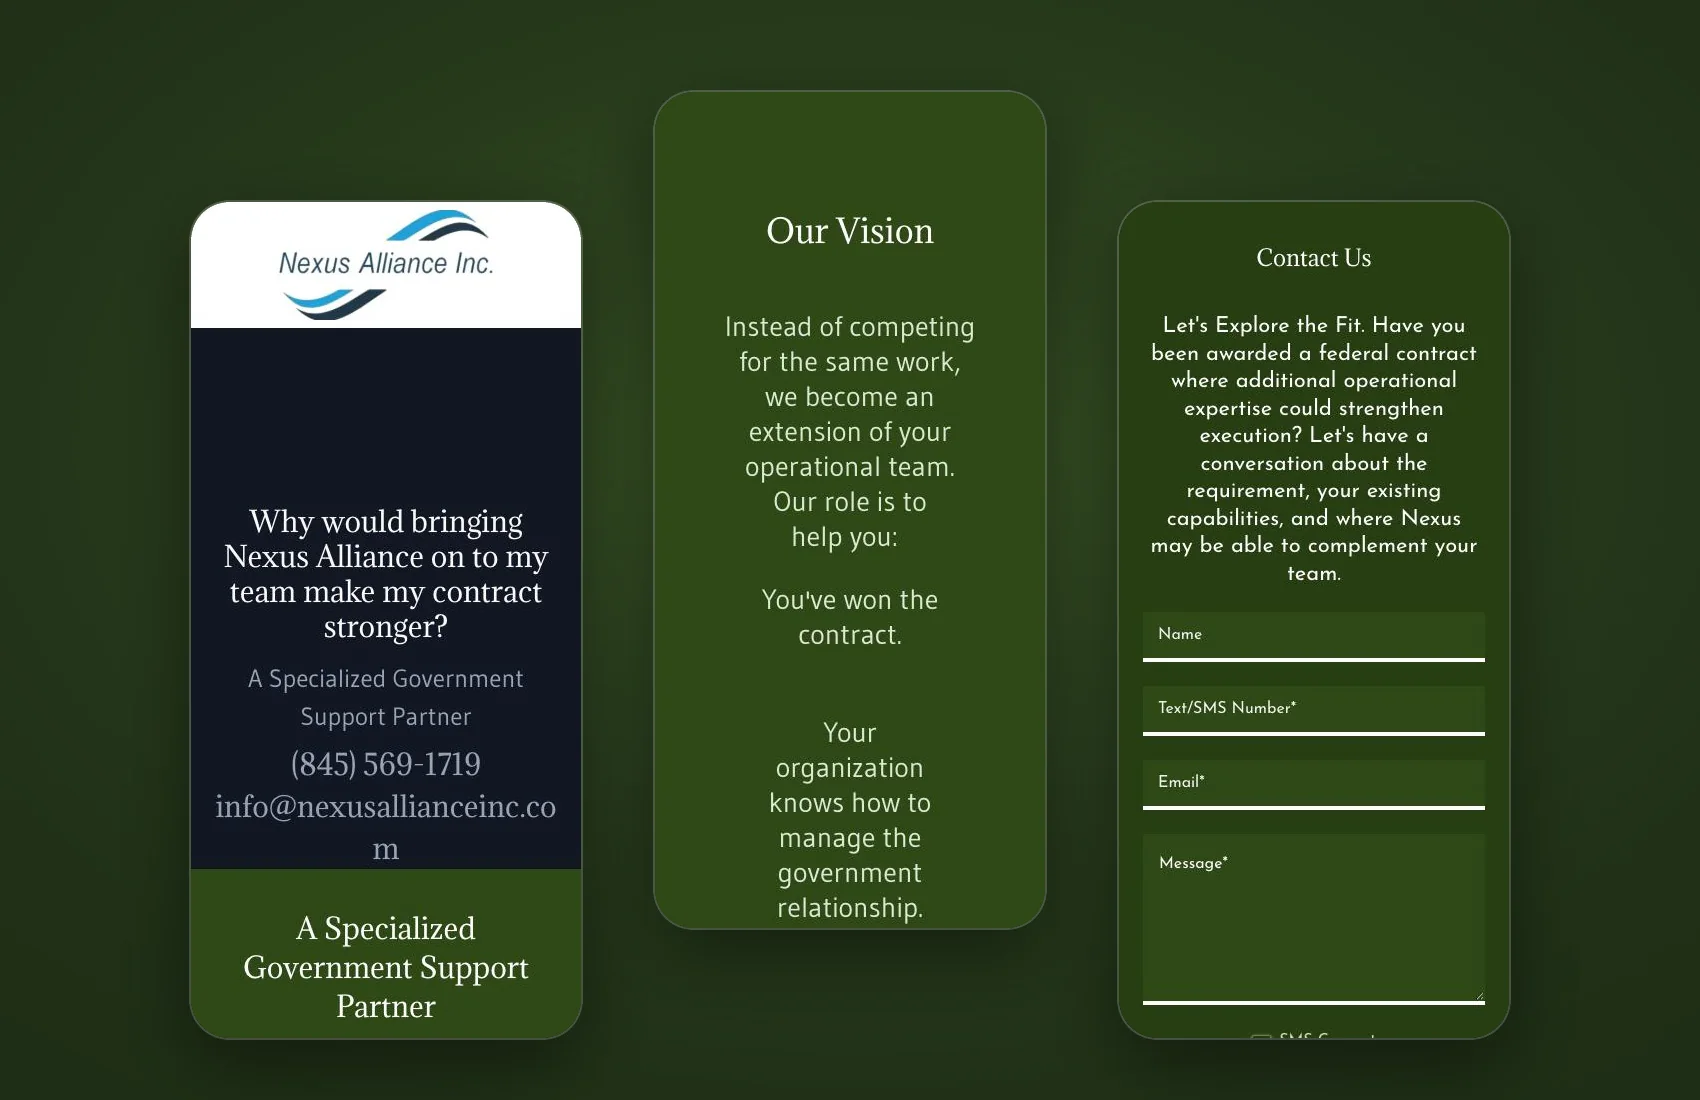 Nexus Alliance Inc.
Why would bringing
Nexus Alliance on to my
team make my contract
stronger?
A Specialized Government
Support Partner
(845) 569-1719
info@nexusallianceinc.co
m
A Specialized
Government Support
Partner
Our Vision
Instead of competing
for the same work,
we become an
extension of your
operational team.
Our role is to
help you:
You've won the
contract.
Your
organization
knows how to
manage the
government
relationship.
Contact Us
Let's Explore the Fit. Have you
been awarded a federal contract
where additional operational
expertise could strengthen
execution? Let's have a
conversation about the
requirement, your existing
capabilities, and where Nexus
may be able to complement your
team.
Name
Text/SMS Number*
Email*
Message*